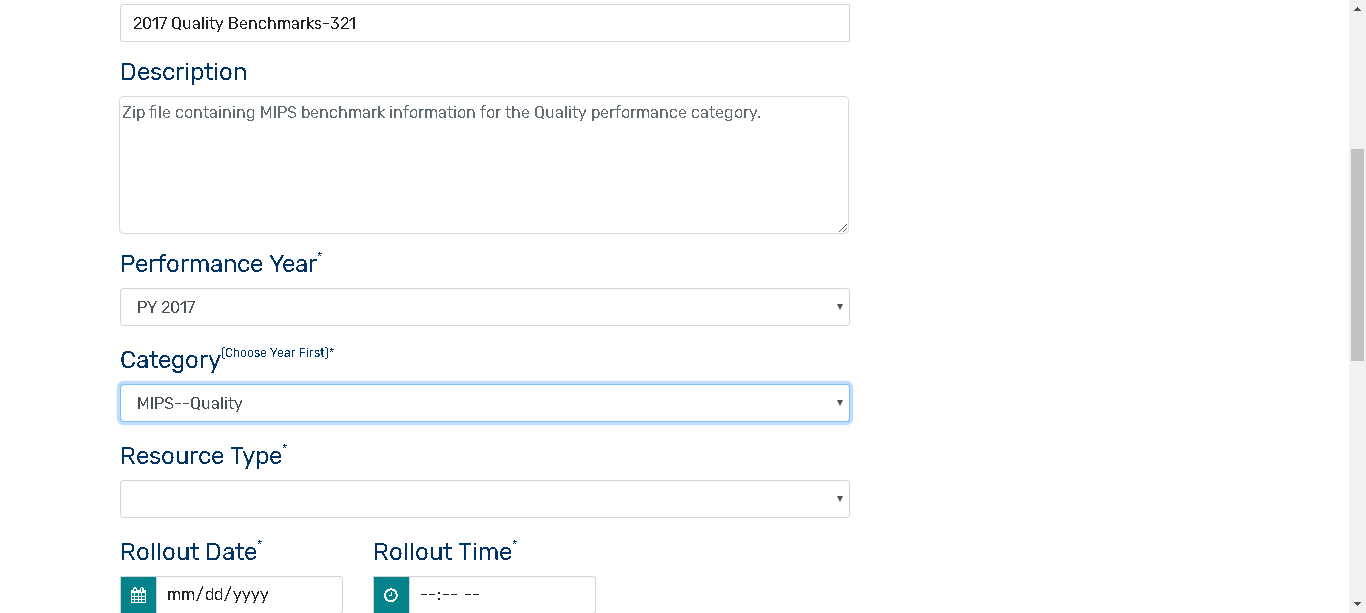 2017 Quality Benchmarks-321
Description
Zip file containing MIPS benchmark information for the Quality performance category.
Performance Year*
PY 2017
Category(Choose Year First)*
MIPS--Quality
Resource Type*
Rollout Date* Rollout Time*
mm/dd/yyyy --:-- --